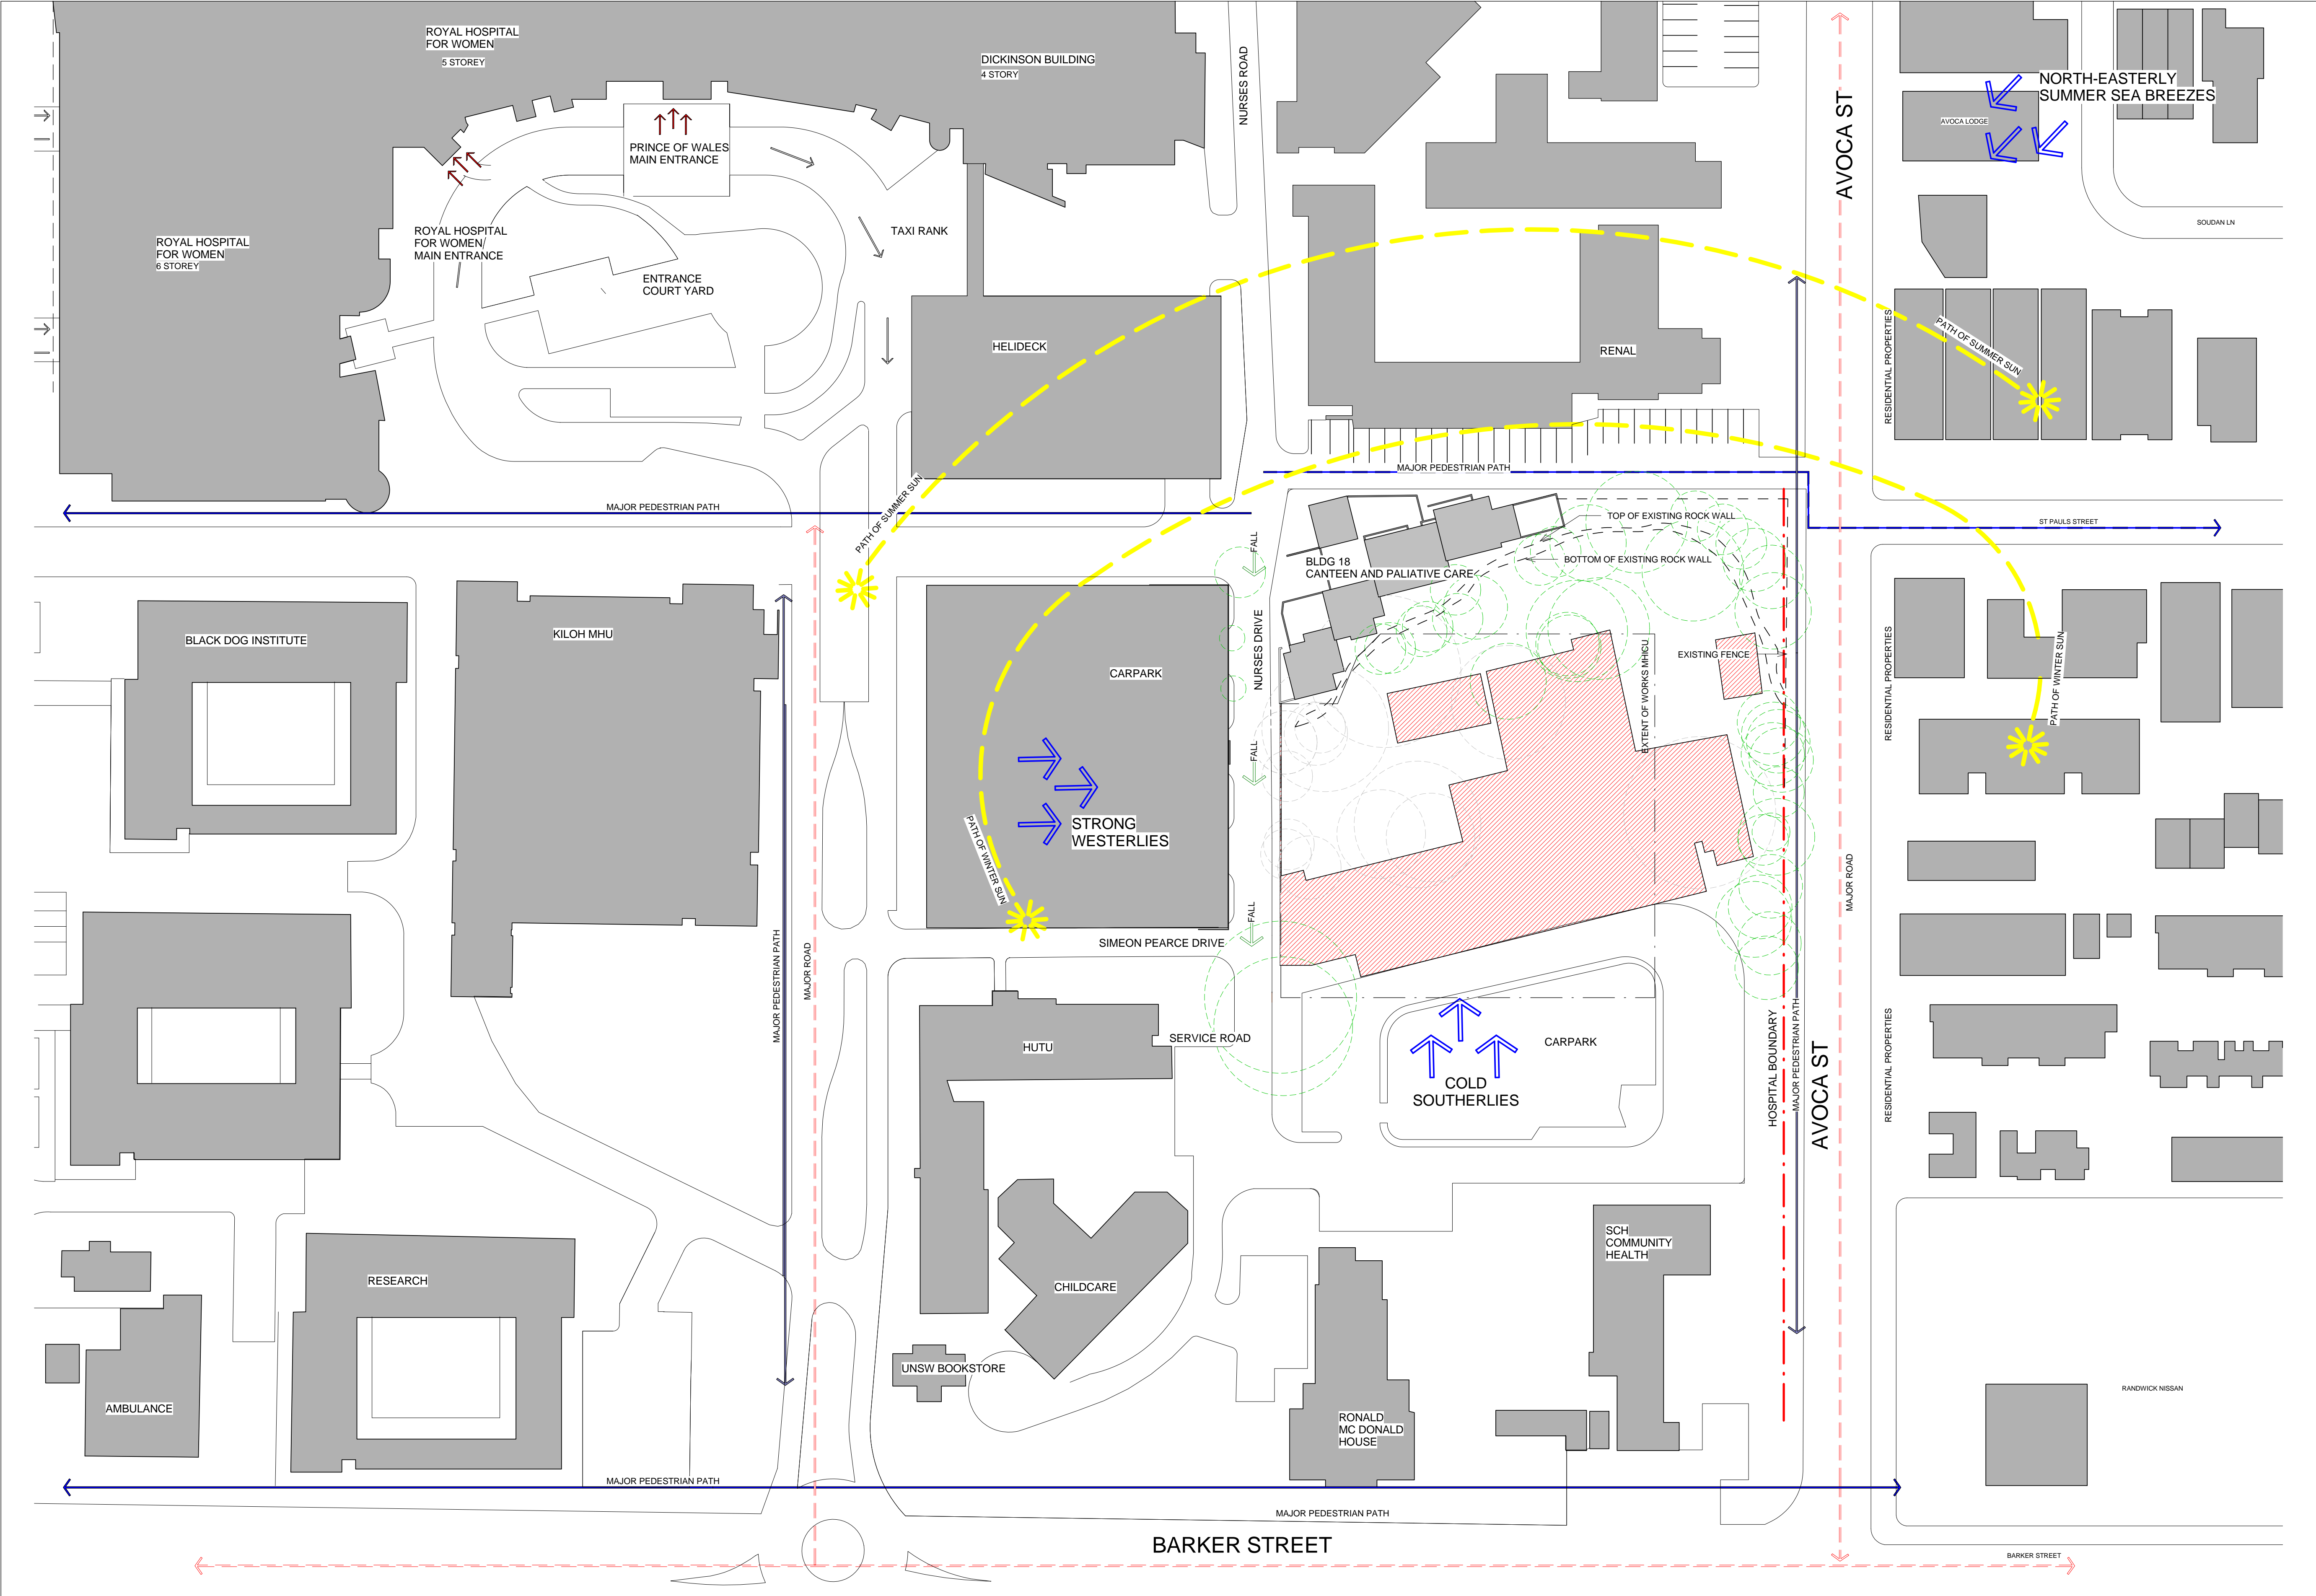 ROYAL HOSPITAL
FOR WOMEN
5 STOREY
DICKINSON BUILDING
4 STORY
NURSES ROAD
AVOCA ST
NORTH-EASTERLY
SUMMER SEA BREEZES
AVOCA LODGE
PRINCE OF WALES
MAIN ENTRANCE
SOUDAN LN
ROYAL HOSPITAL
FOR WOMEN
6 STOREY
ROYAL HOSPITAL
FOR WOMEN/
MAIN ENTRANCE
TAXI RANK
ENTRANCE
COURT YARD
HELIDECK
RENAL
RESIDENTIAL PROPERTIES
PATH OF SUMMER SUN
MAJOR PEDESTRIAN PATH
MAJOR PEDESTRIAN PATH
PATH OF SUMMER SUN
TOP OF EXISTING ROCK WALL
ST PAULS STREET
FALL
BLDG 18
CANTEEN AND PALIATIVE CARE
BOTTOM OF EXISTING ROCK WALL
BLACK DOG INSTITUTE
KILOH MHU
CARPARK
NURSES DRIVE
EXTENT OF WORKS MHICU
EXISTING FENCE
RESIDENTIAL PROPERTIES
PATH OF WINTER SUN
FALL
STRONG
WESTERLIES
PATH OF WINTER SUN
MAJOR ROAD
FALL
SIMEON PEARCE DRIVE
MAJOR PEDESTRIAN PATH
MAJOR ROAD
HUTU
SERVICE ROAD
CARPARK
COLD
SOUTHERLIES
HOSPITAL BOUNDARY
MAJOR PEDESTRIAN PATH
AVOCA ST
RESIDENTIAL PROPERTIES
SCH
COMMUNITY
HEALTH
RESEARCH
CHILDCARE
UNSW BOOKSTORE
AMBULANCE
RONALD
MC DONALD
HOUSE
RANDWICK NISSAN
MAJOR PEDESTRIAN PATH
MAJOR PEDESTRIAN PATH
BARKER STREET
BARKER STREET